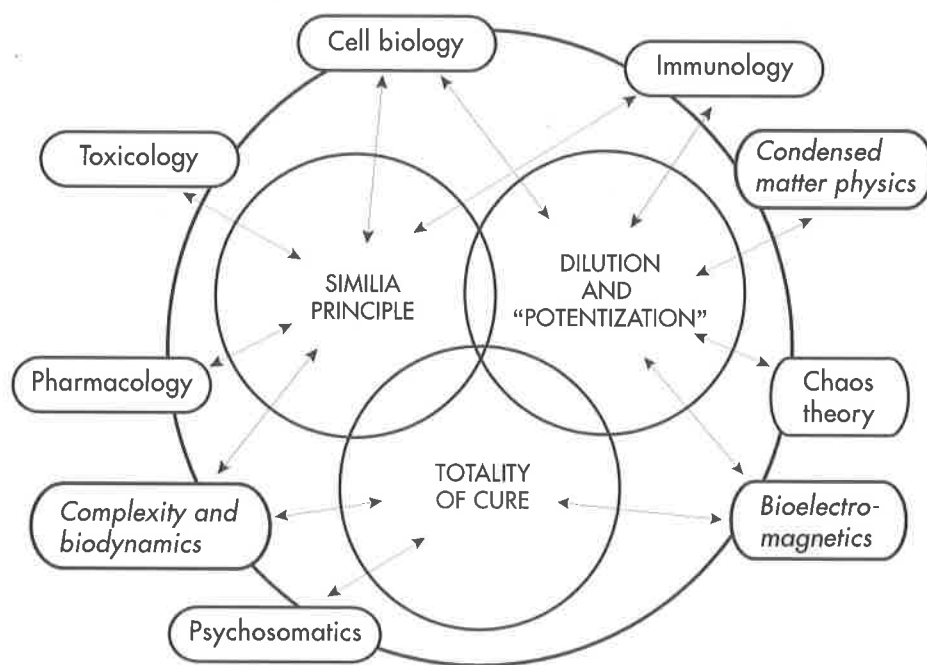 Cell biology
Immunology
Toxicology
Condensed
matter physics
SIMILIA
PRINCIPLE
DILUTION
AND
"POTENTIZATION"
Pharmacology
Chaos
theory
TOTALITY
OF CURE
Complexity and
biodynamics
Bioelectro-
magnetics
Psychosomatics